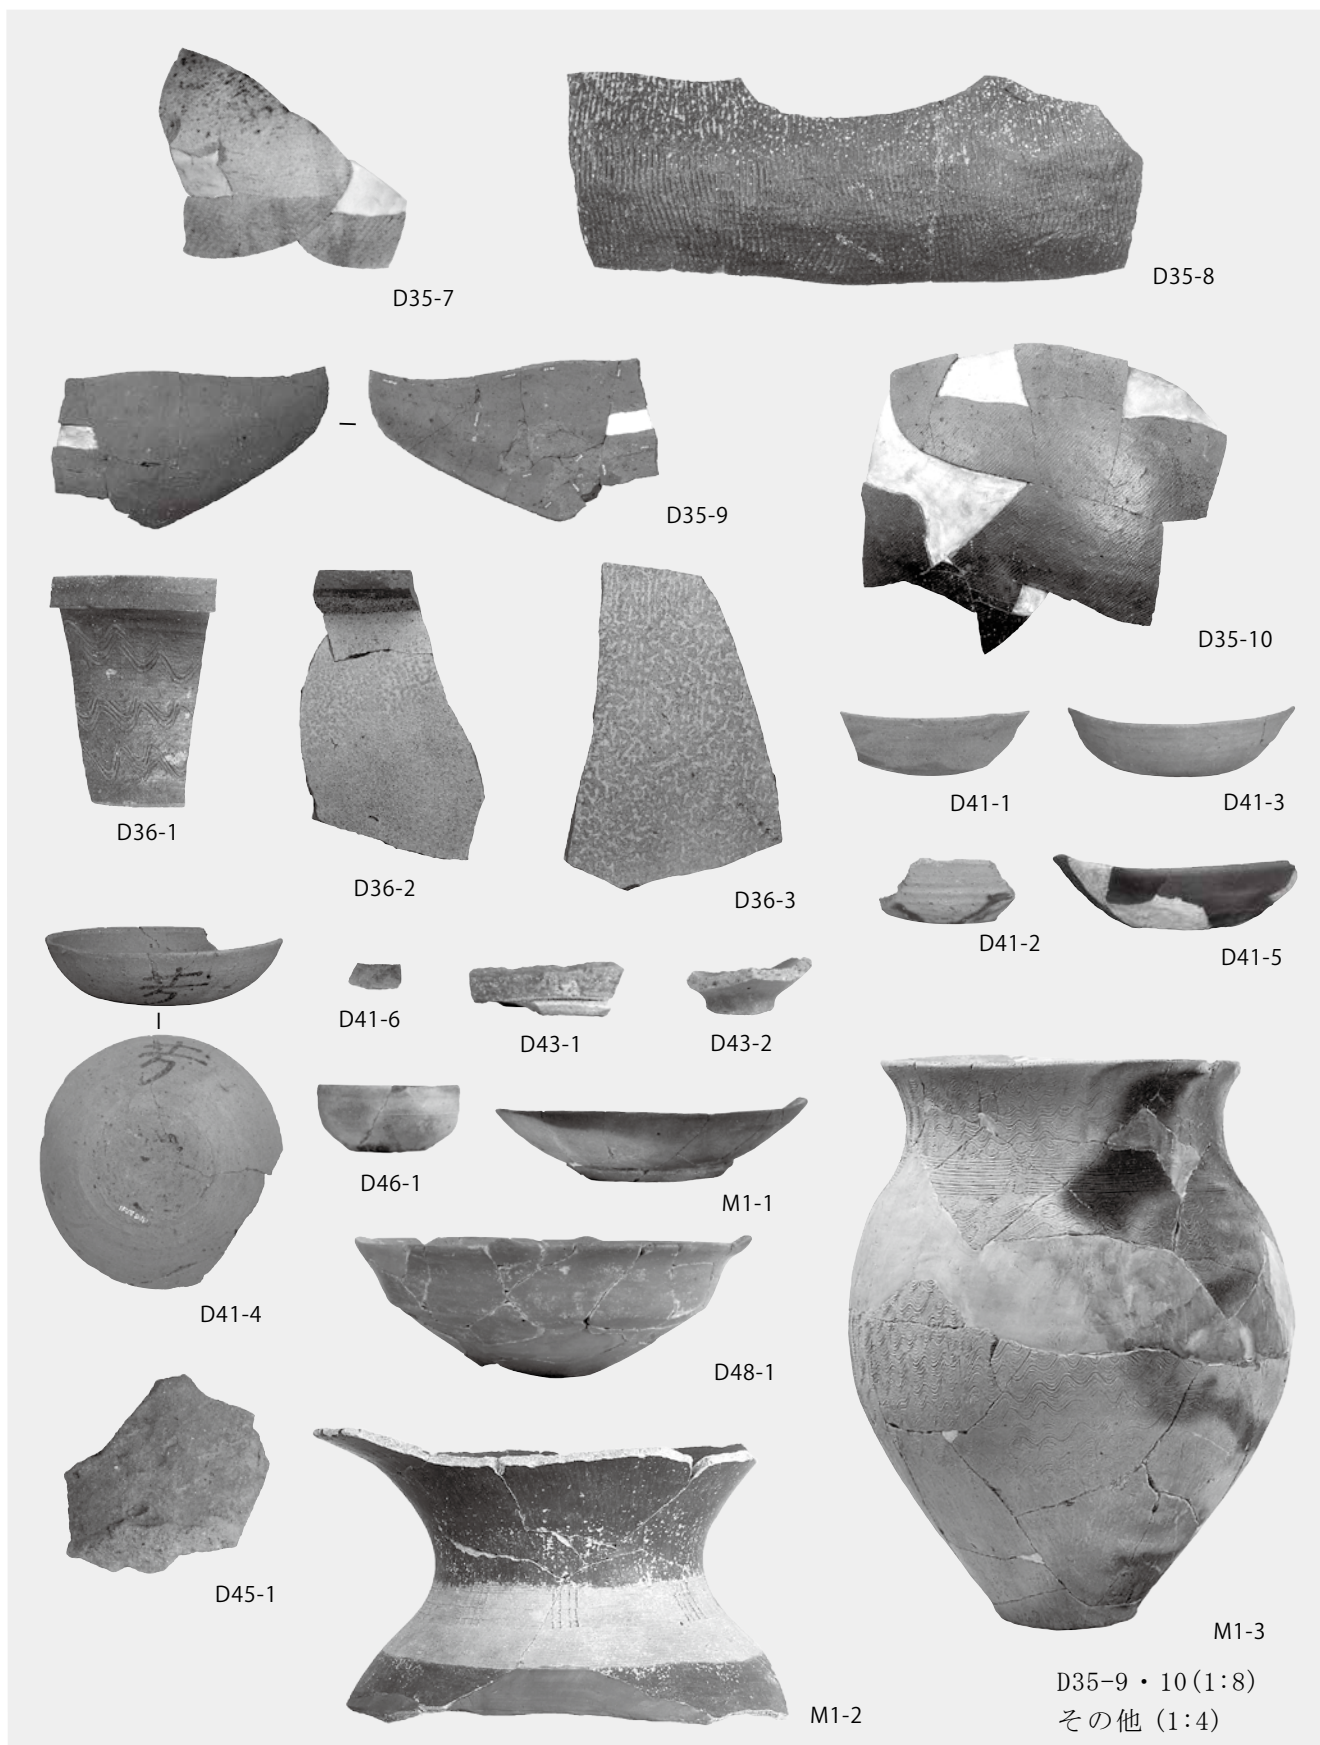 D35-7
D35-8
D35-9
D35-10
D36-1
D36-2
D36-3
D41-1
D41-3
D41-2
D41-5
D41-6
D43-1
D43-2
D46-1
M1-1
D41-4
D48-1
D45-1
M1-2
M1-3
D35-9・10(1:8)
その他 (1:4)